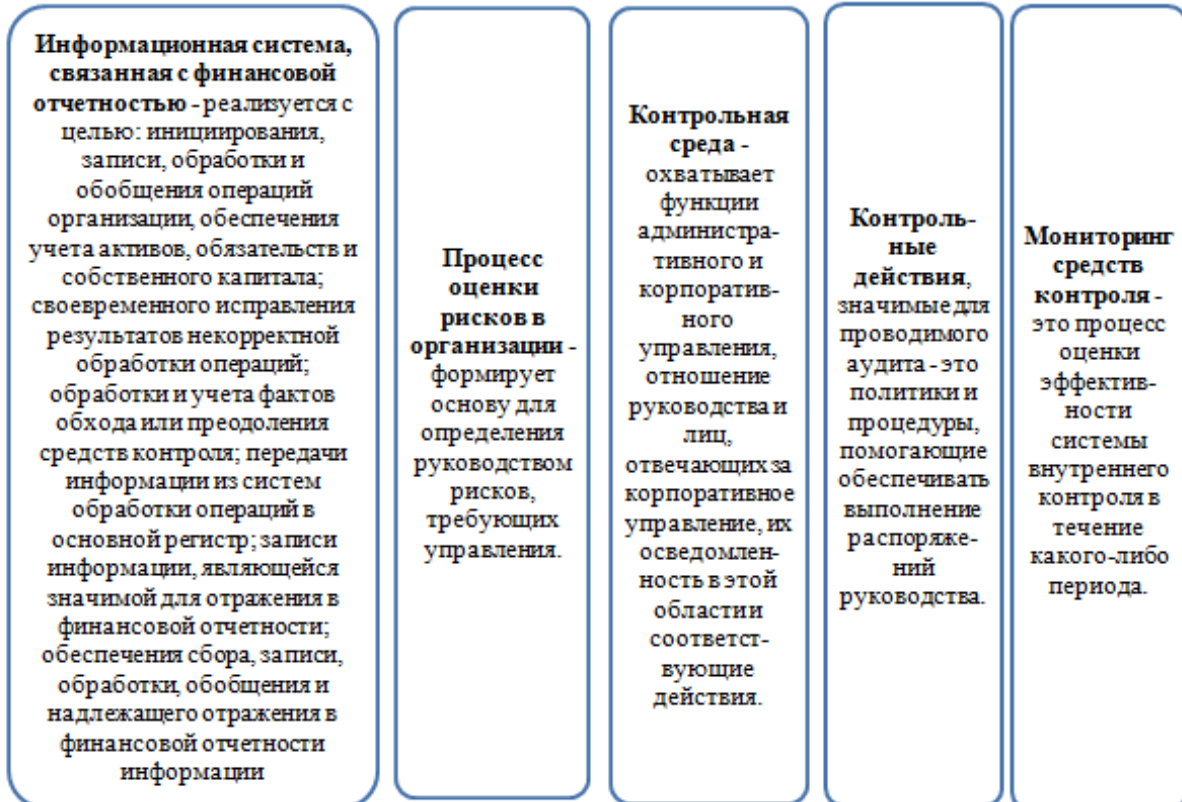 Информационная система,
связанная с финансовой
отчетностью - реализуется с
целью: инициирования,
записи, обработки и
обобщения операций
организации, обеспечения
учета активов, обязательств и
собственного капитала;
своевременного исправления
результатов некорректной
обработки операций;
обработки и учета фактов
обхода или преодоления
средств контроля; передачи
информации из систем
обработки операций в
основной регистр; записи
информации, являющейся
значимой для отражения в
финансовой отчетности;
обеспечения сбора, записи,
обработки, обобщения и
надлежащего отражения в
финансовой отчетности
информации
Процесс
оценки
рисков в
организации -
формирует
основу для
определения
руководством
рисков,
требующих
управления.
Контрольная
среда -
охватывает
функции
администра-
тивного и
корпоратив-
ного
управления,
отношение
руководства и
лиц,
отвечающих за
корпоративное
управление, их
осведомлен-
ность в этой
области и
соответст-
вующие
действия.
Контроль-
ные
действия,
значимые для
проводимого
аудита - это
политики и
процедуры,
помогающие
обеспечивать
выполнение
распоряже-
ний
руководства.
Мониторинг
средств
контроля -
это процесс
оценки
эффектив-
ности
системы
внутреннего
контроля в
течение
какого-либо
периода.